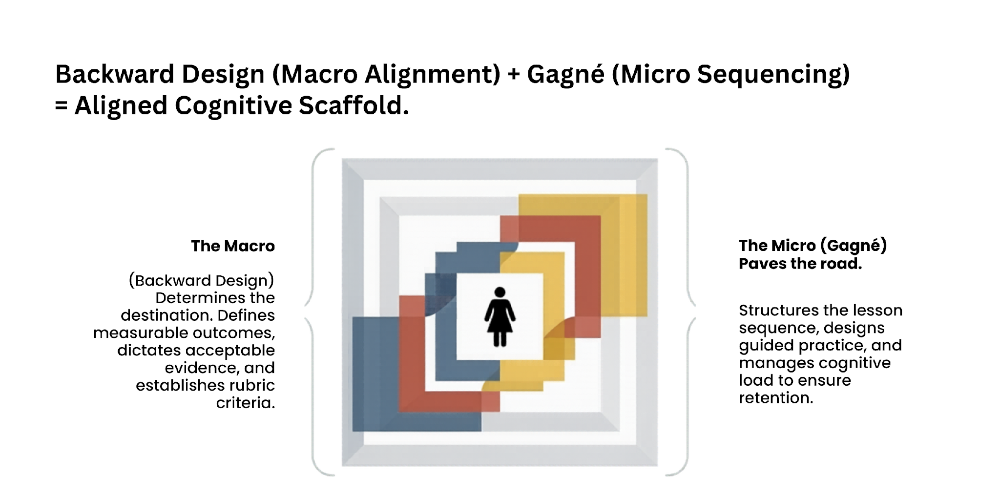 Backward Design (Macro Alignment) + Gagné (Micro Sequencing)
= Aligned Cognitive Scaffold.
The Macro
(Backward Design)
Determines the
destination. Defines
measurable outcomes,
dictates acceptable
evidence, and
establishes rubric
criteria.
The Micro (Gagné)
Paves the road.
Structures the lesson
sequence, designs
guided practice, and
manages cognitive
load to ensure
retention.